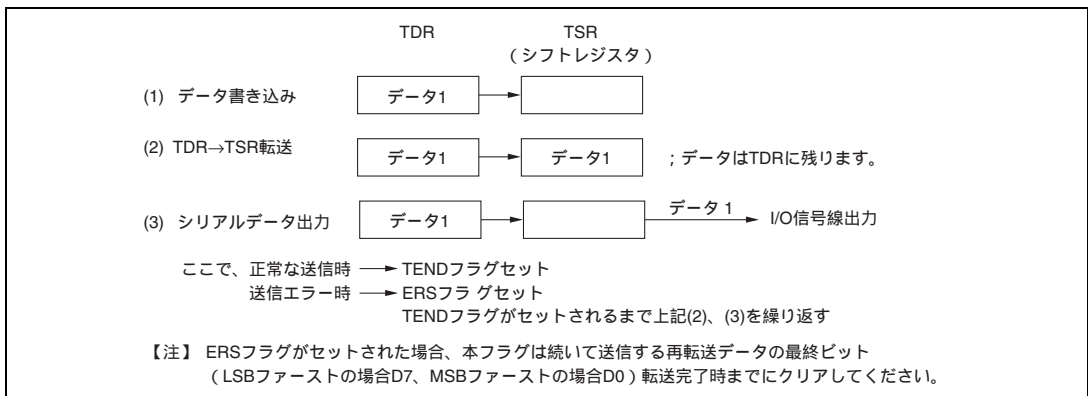 TDR TSR
（シフトレジスタ）
(1) データ書き込み データ1
(2) TDR→TSR転送 データ1 データ1 ；データはTDRに残ります。
(3) シリアルデータ出力 データ1 データ 1 I/O信号線出力
ここで、正常な送信時 TENDフラグセット
送信エラー時 ERSフラグセット
TENDフラグがセットされるまで上記(2)、(3)を繰り返す
【注】 ERSフラグがセットされた場合、本フラグは続いて送信する再転送データの最終ビット
（LSBファーストの場合D7、MSBファーストの場合D0）転送完了時までにクリアしてください。